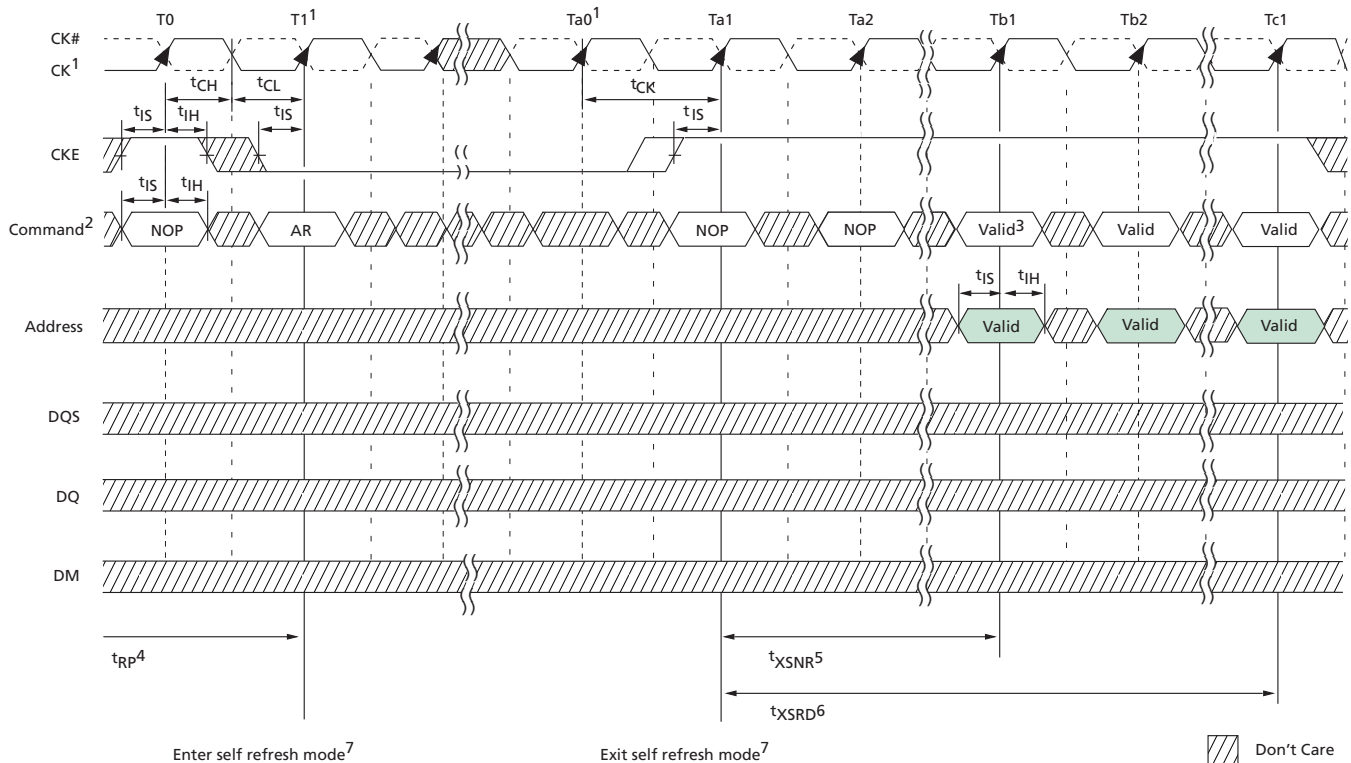 T0 T1¹ Ta0¹ Ta1 Ta2 Tb1 Tb2 Tc1
CK#
CK¹
tCH tCL tCK
tIS tIH tIS tIS
CKE
tIS tIH
Command² NOP AR NOP NOP Valid³ Valid Valid
tIS tIH
Address Valid Valid Valid
DQS
DQ
DM
tRP⁴ tXSNR⁵
tXSRD⁶
Enter self refresh mode⁷ Exit self refresh mode⁷ Don't Care